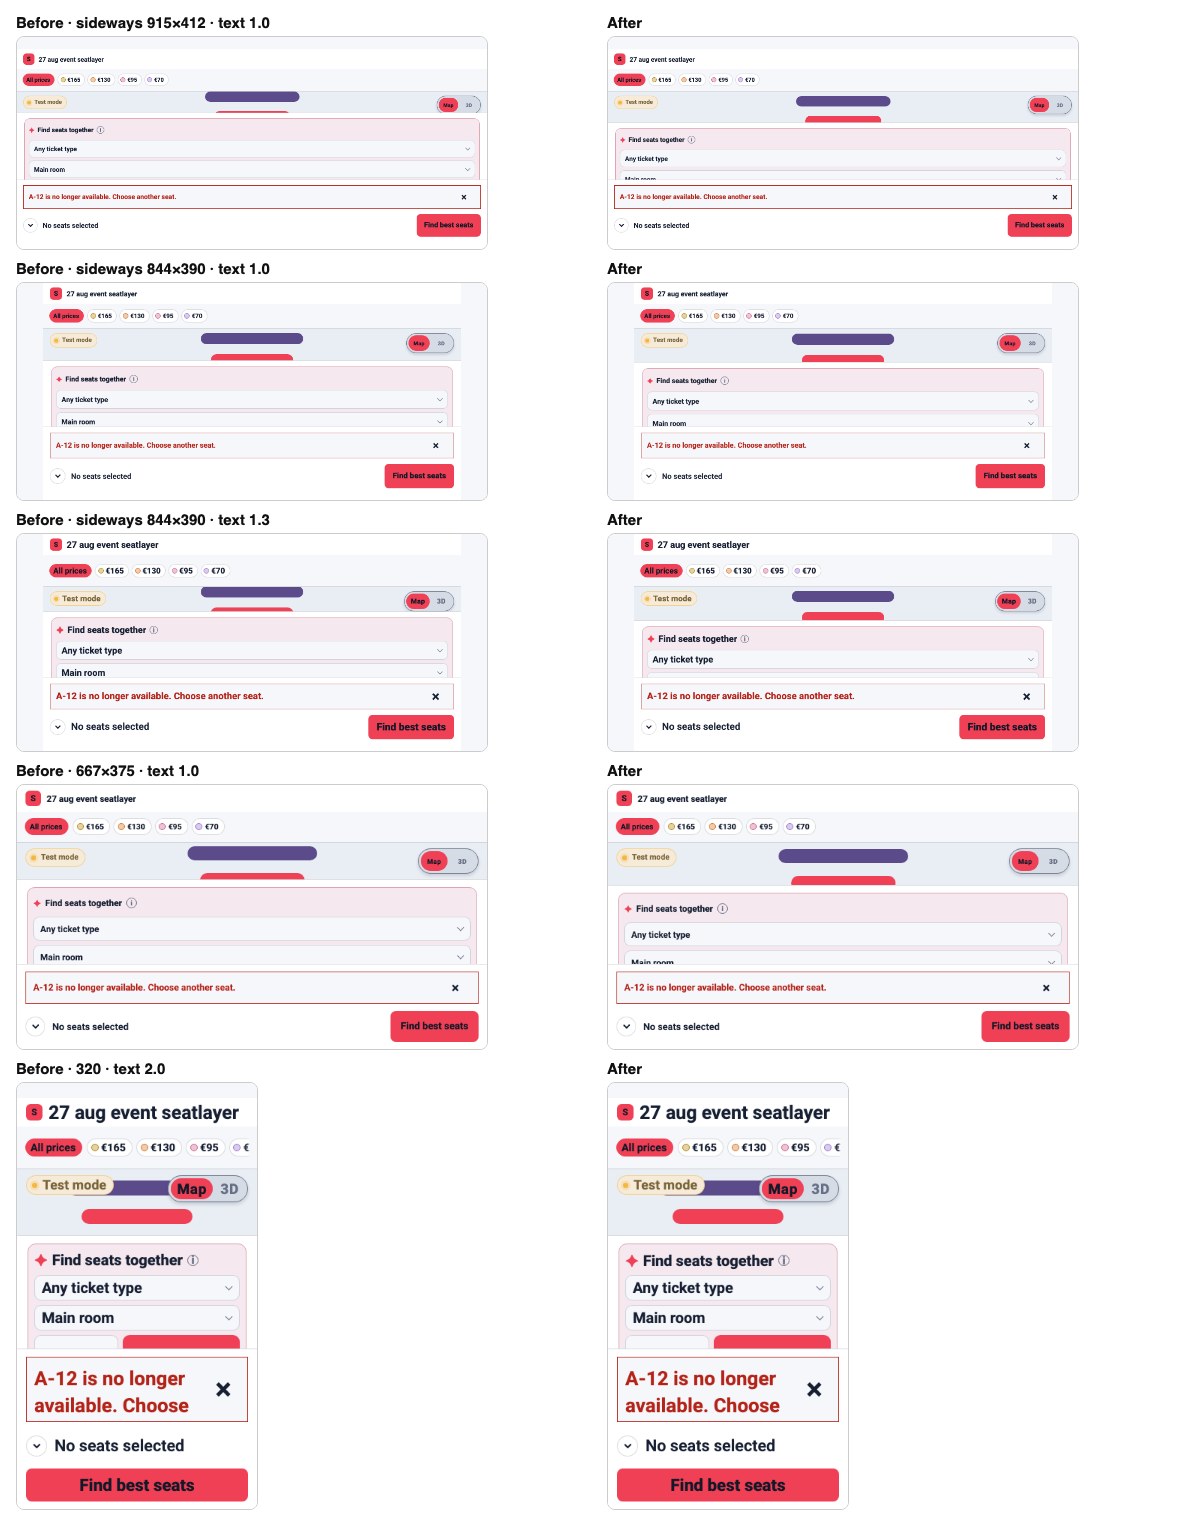 Before · sideways 915×412 · text 1.0
S 27 aug event seatlayer
All prices €165 €130 €95 €70
Test mode Map 3D
Find seats together i
Any ticket type
Main room
A-12 is no longer available. Choose another seat. ×
No seats selected Find best seats
After
S 27 aug event seatlayer
All prices €165 €130 €95 €70
Test mode Map 3D
Find seats together i
Any ticket type
Main room
A-12 is no longer available. Choose another seat. ×
No seats selected Find best seats
Before · sideways 844×390 · text 1.0
S 27 aug event seatlayer
All prices €165 €130 €95 €70
Test mode Map 3D
Find seats together i
Any ticket type
Main room
A-12 is no longer available. Choose another seat. ×
No seats selected Find best seats
After
S 27 aug event seatlayer
All prices €165 €130 €95 €70
Test mode Map 3D
Find seats together i
Any ticket type
Main room
A-12 is no longer available. Choose another seat. ×
No seats selected Find best seats
Before · sideways 844×390 · text 1.3
S 27 aug event seatlayer
All prices €165 €130 €95 €70
Test mode Map 3D
Find seats together i
Any ticket type
Main room
A-12 is no longer available. Choose another seat. ×
No seats selected Find best seats
After
S 27 aug event seatlayer
All prices €165 €130 €95 €70
Test mode Map 3D
Find seats together i
Any ticket type
A-12 is no longer available. Choose another seat. ×
No seats selected Find best seats
Before · 667×375 · text 1.0
S 27 aug event seatlayer
All prices €165 €130 €95 €70
Test mode Map 3D
Find seats together i
Any ticket type
Main room
A-12 is no longer available. Choose another seat. ×
No seats selected Find best seats
After
S 27 aug event seatlayer
All prices €165 €130 €95 €70
Test mode Map 3D
Find seats together i
Any ticket type
Main room
A-12 is no longer available. Choose another seat. ×
No seats selected Find best seats
Before · 320 · text 2.0
S 27 aug event seatlayer
All prices €165 €130 €95 €
Test mode Map 3D
Find seats together i
Any ticket type
Main room
A-12 is no longer ×
available. Choose
No seats selected
Find best seats
After
S 27 aug event seatlayer
All prices €165 €130 €95 €
Test mode Map 3D
Find seats together i
Any ticket type
Main room
A-12 is no longer ×
available. Choose
No seats selected
Find best seats